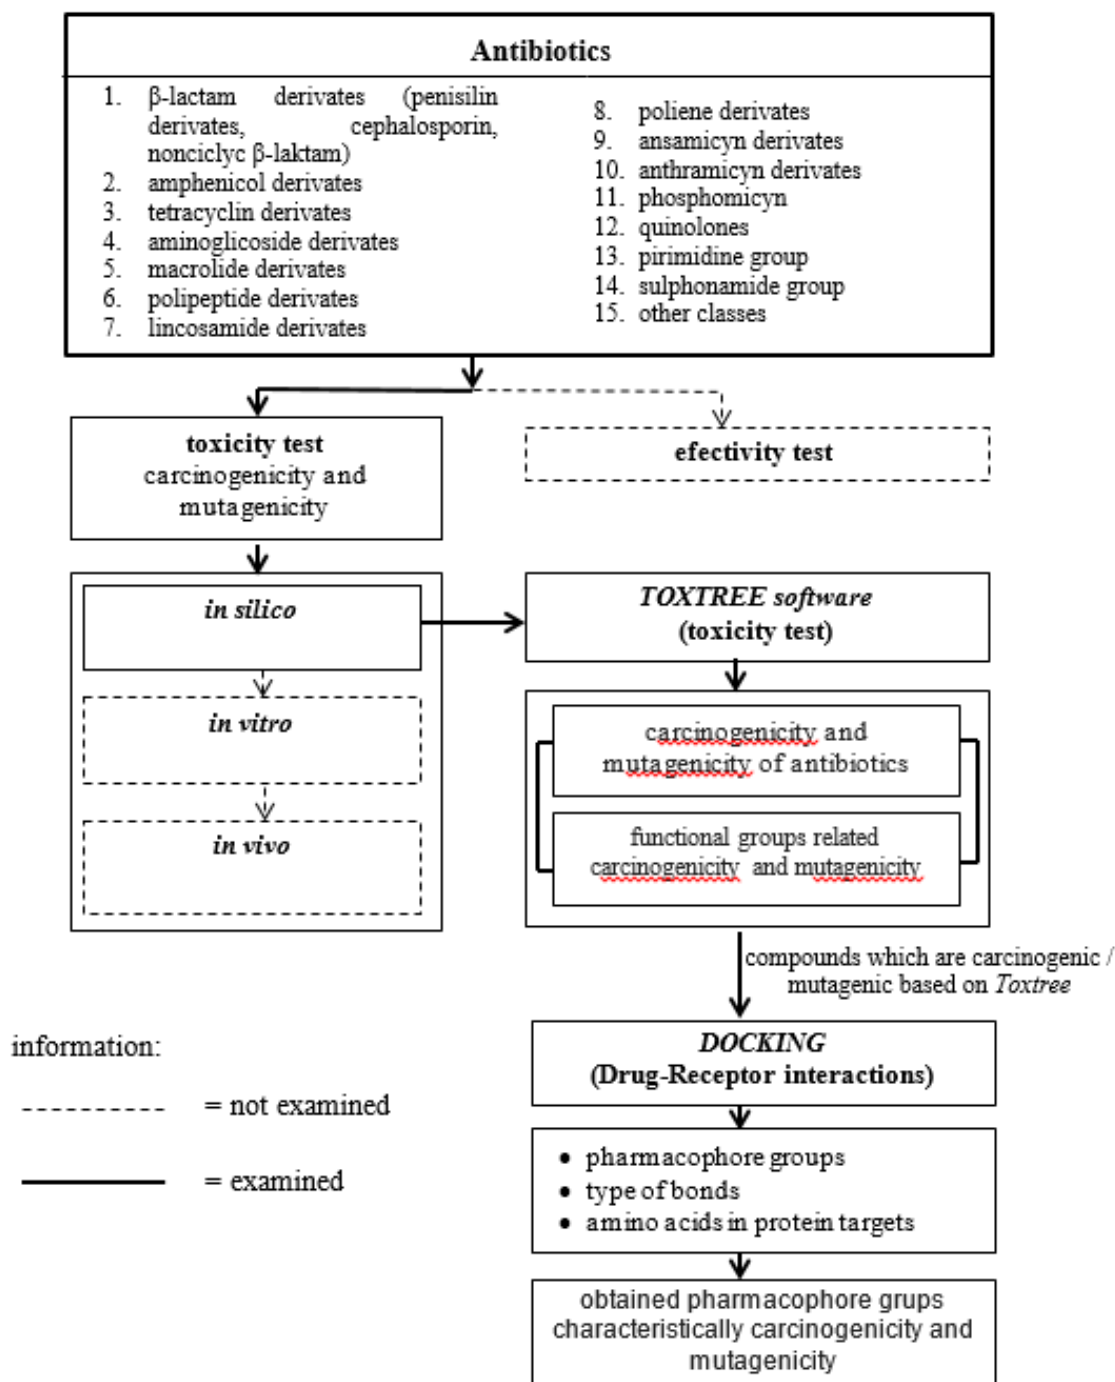 Antibiotics
1. β-lactam derivates (penisilin
derivates, cephalosporin,
nonciclyc β-laktam)
2. amphenicol derivates
3. tetracyclin derivates
4. aminoglicoside derivates
5. macrolide derivates
6. polipeptide derivates
7. lincosamide derivates
8. poliene derivates
9. ansamicyn derivates
10. anthramicyn derivates
11. phosphomicyn
12. quinolones
13. pirimidine group
14. sulphonamide group
15. other classes
toxicity test
carcinogenicity and
mutagenicity
efectivity test
in silico
in vitro
in vivo
TOXTREE software
(toxicity test)
carcinogenicity and
mutagenicity of antibiotics
functional groups related
carcinogenicity and mutagenicity
compounds which are carcinogenic /
mutagenic based on Toxtree
DOCKING
(Drug-Receptor interactions)
• pharmacophore groups
• type of bonds
• amino acids in protein targets
obtained pharmacophore grups
characteristically carcinogenicity and
mutagenicity
information:
= not examined
= examined